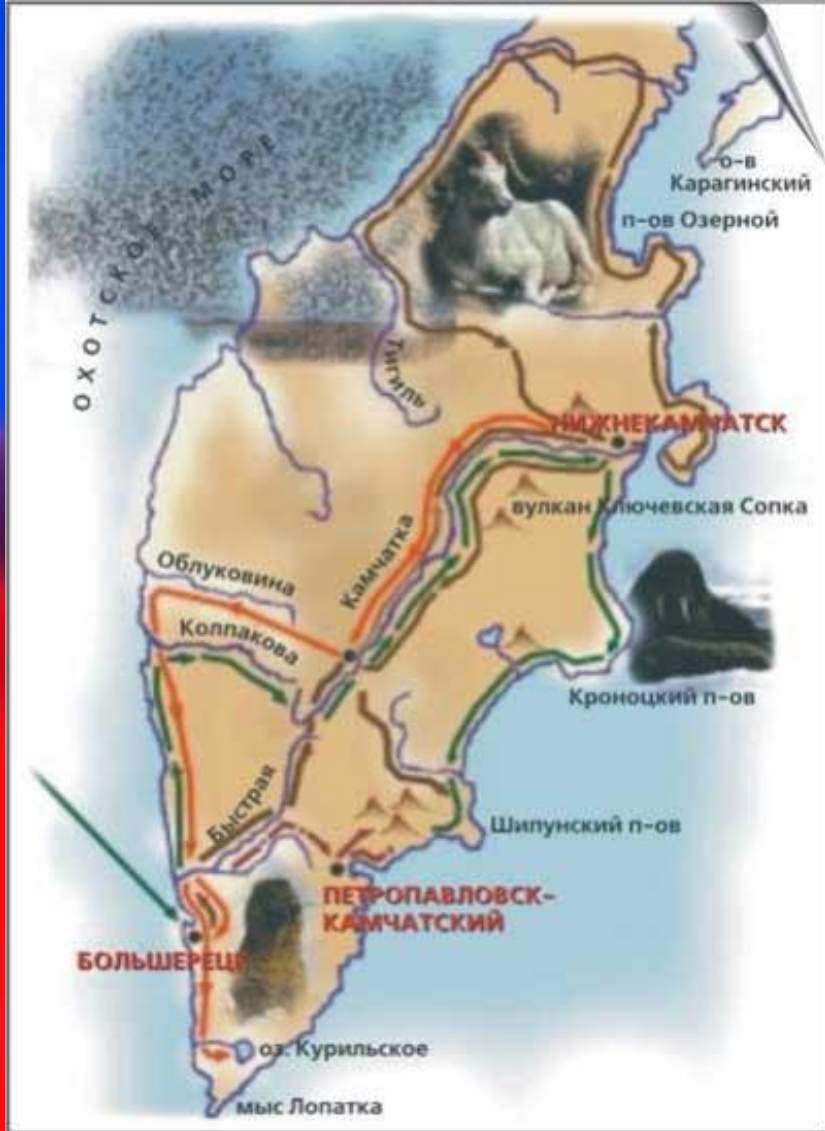 ОХОТСКОЕ МОРЕ
о-в
Карагинский
п-ов Озерной
Тигиль
НИЖНЕКАМЧАТСК
вулкан Ключевская Сопка
Камчатка
Облуковина
Колпакова
Кроноцкий п-ов
Быстрая
Шипунский п-ов
ПЕТРОПАВЛОВСК-
КАМЧАТСКИЙ
БОЛЬШЕРЕЦК
оз. Курильское
мыс Лопатка